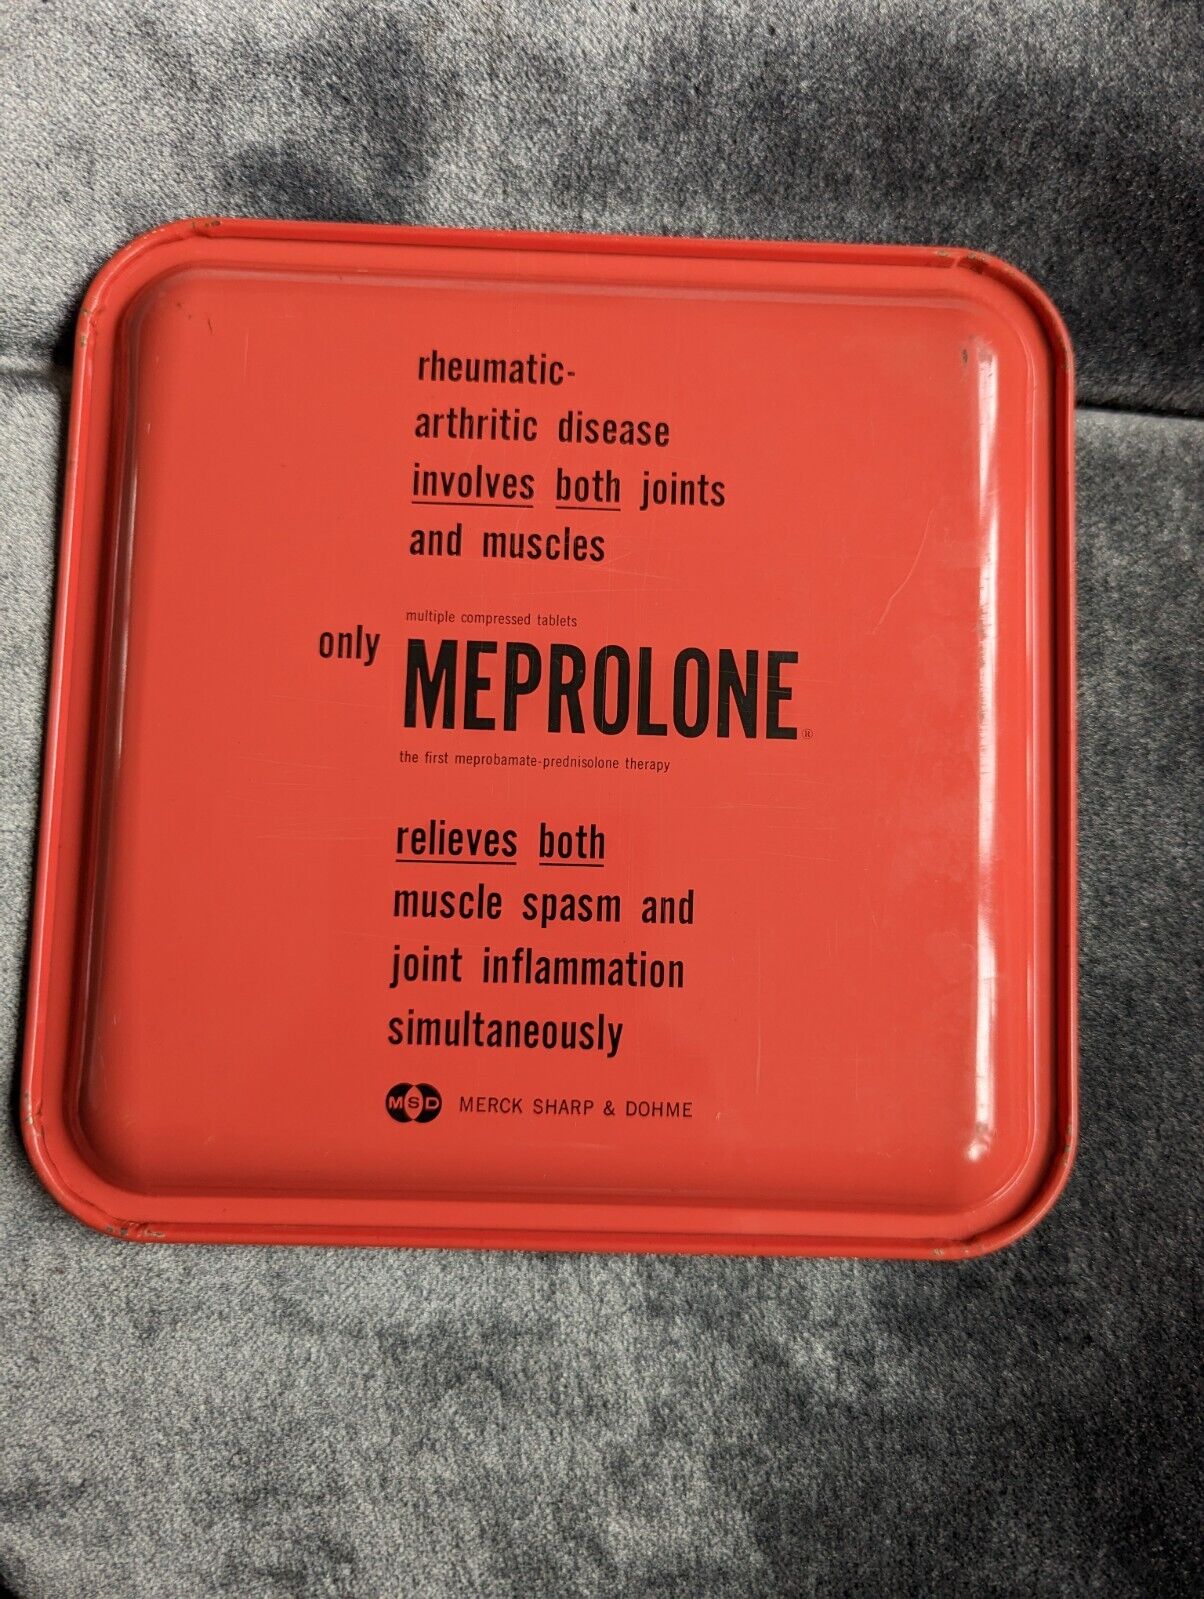 rheumatic-
arthritic disease
involves both joints
and muscles
multiple compressed tablets
only MEPROLONE®
the first meprobamate-prednisolone therapy
relieves both
muscle spasm and
joint inflammation
simultaneously
MSD MERCK SHARP & DOHME